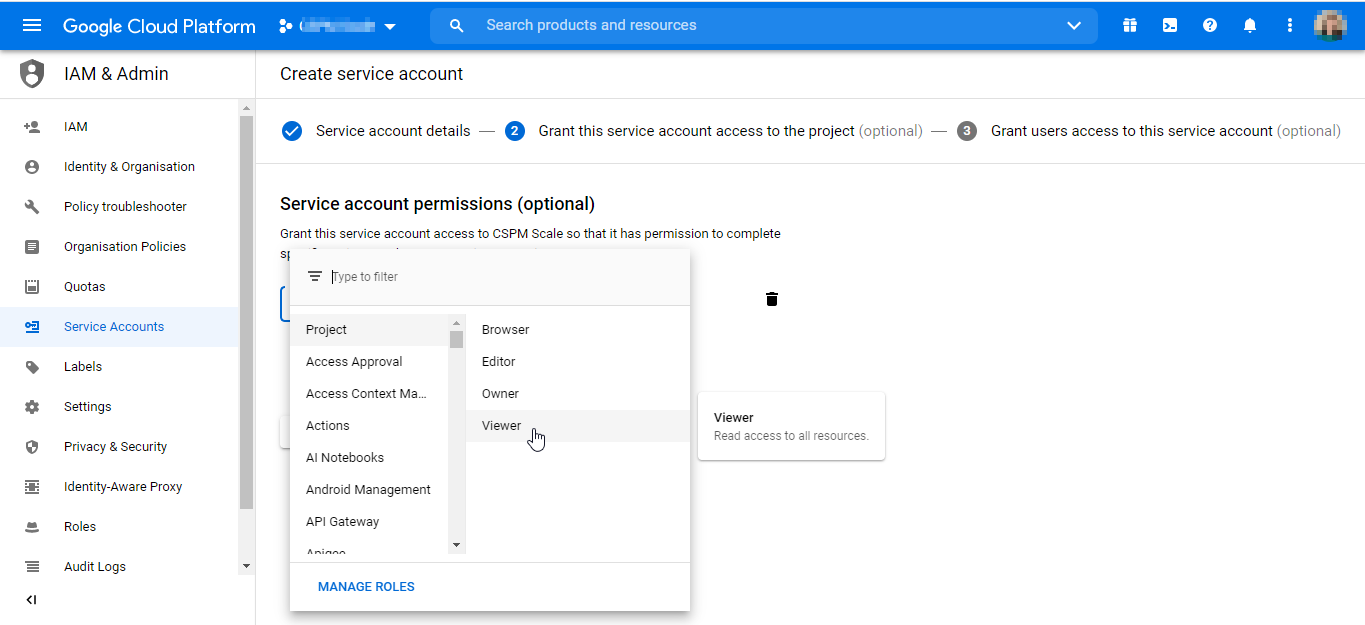 Google Cloud Platform
Search products and resources
IAM & Admin
Create service account
Service account details
2 Grant this service account access to the project (optional)
3 Grant users access to this service account (optional)
IAM
Identity & Organisation
Policy troubleshooter
Organisation Policies
Quotas
Service Accounts
Labels
Settings
Privacy & Security
Identity-Aware Proxy
Roles
Audit Logs
Service account permissions (optional)
Grant this service account access to CSPM Scale so that it has permission to complete
Type to filter
Project
Access Approval
Access Context Ma...
Actions
AI Notebooks
Android Management
API Gateway
Browser
Editor
Owner
Viewer
Viewer
Read access to all resources.
MANAGE ROLES